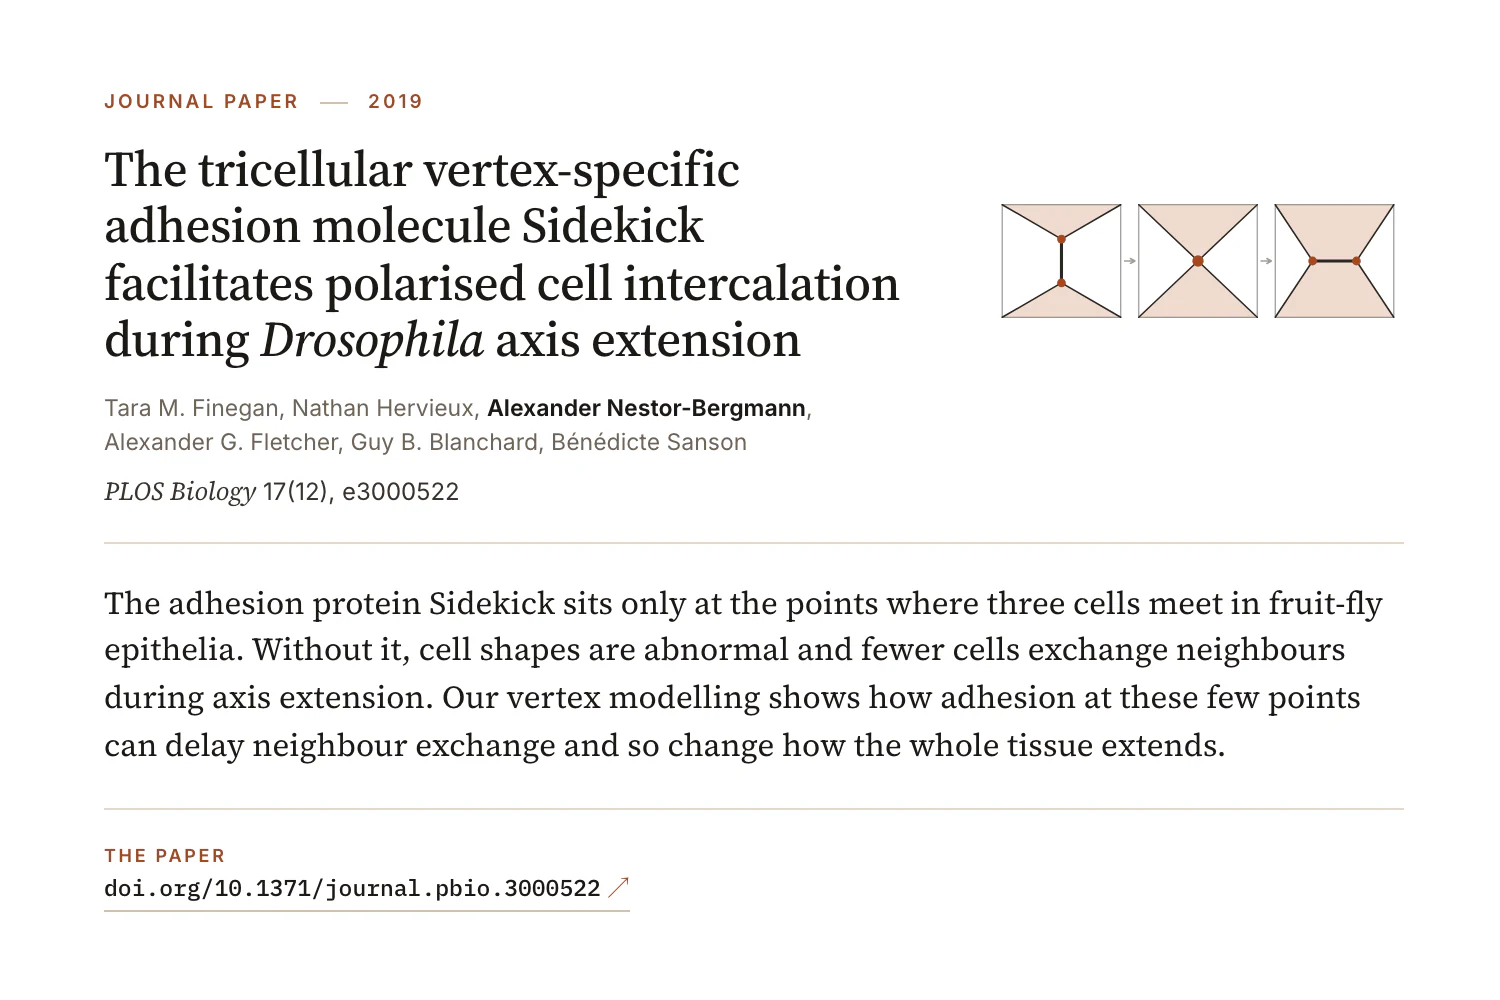 JOURNAL PAPER — 2019
The tricellular vertex-specific
adhesion molecule Sidekick
facilitates polarised cell intercalation
during Drosophila axis extension
Tara M. Finegan, Nathan Hervieux, Alexander Nestor-Bergmann,
Alexander G. Fletcher, Guy B. Blanchard, Bénédicte Sanson
PLOS Biology 17(12), e3000522
The adhesion protein Sidekick sits only at the points where three cells meet in fruit-fly
epithelia. Without it, cell shapes are abnormal and fewer cells exchange neighbours
during axis extension. Our vertex modelling shows how adhesion at these few points
can delay neighbour exchange and so change how the whole tissue extends.
THE PAPER
doi.org/10.1371/journal.pbio.3000522 ↗